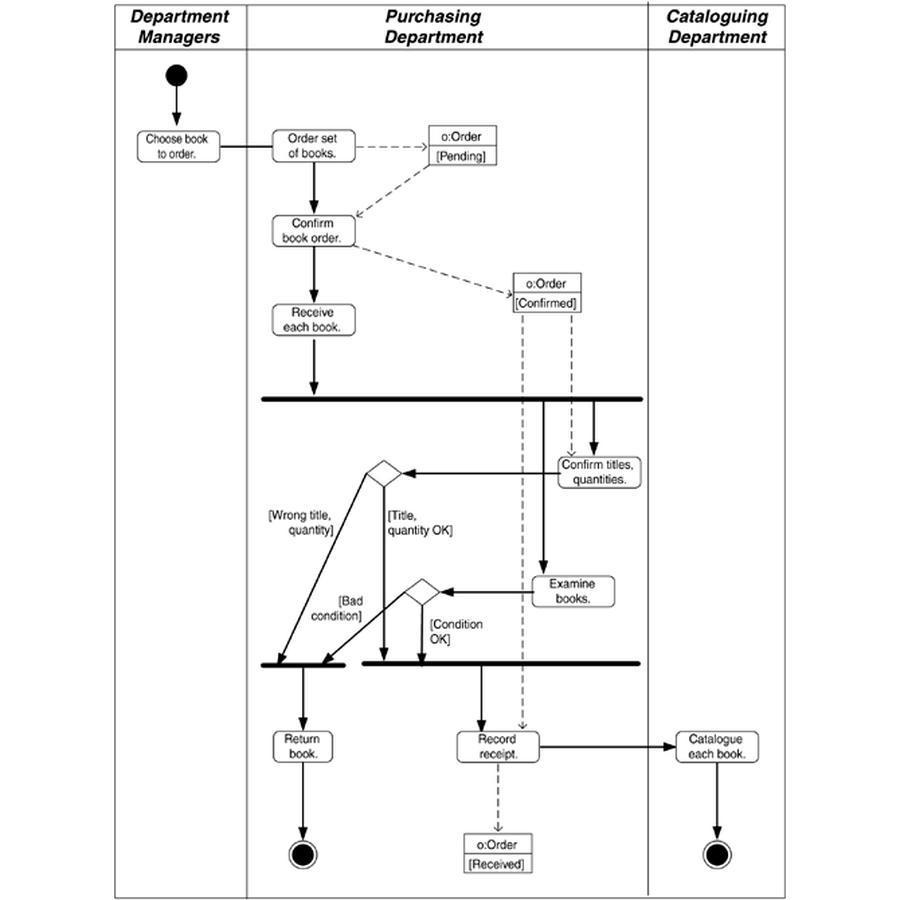 Department
Managers
Purchasing
Department
Cataloguing
Department
Choose book
to order.
Order set
of books.
o:Order
[Pending]
Confirm
book order.
o:Order
[Confirmed]
Receive
each book.
Confirm titles,
quantities.
[Wrong title,
quantity]
[Title,
quantity OK]
Examine
books.
[Bad
condition]
[Condition
OK]
Return
book.
Record
receipt.
Catalogue
each book.
o:Order
[Received]